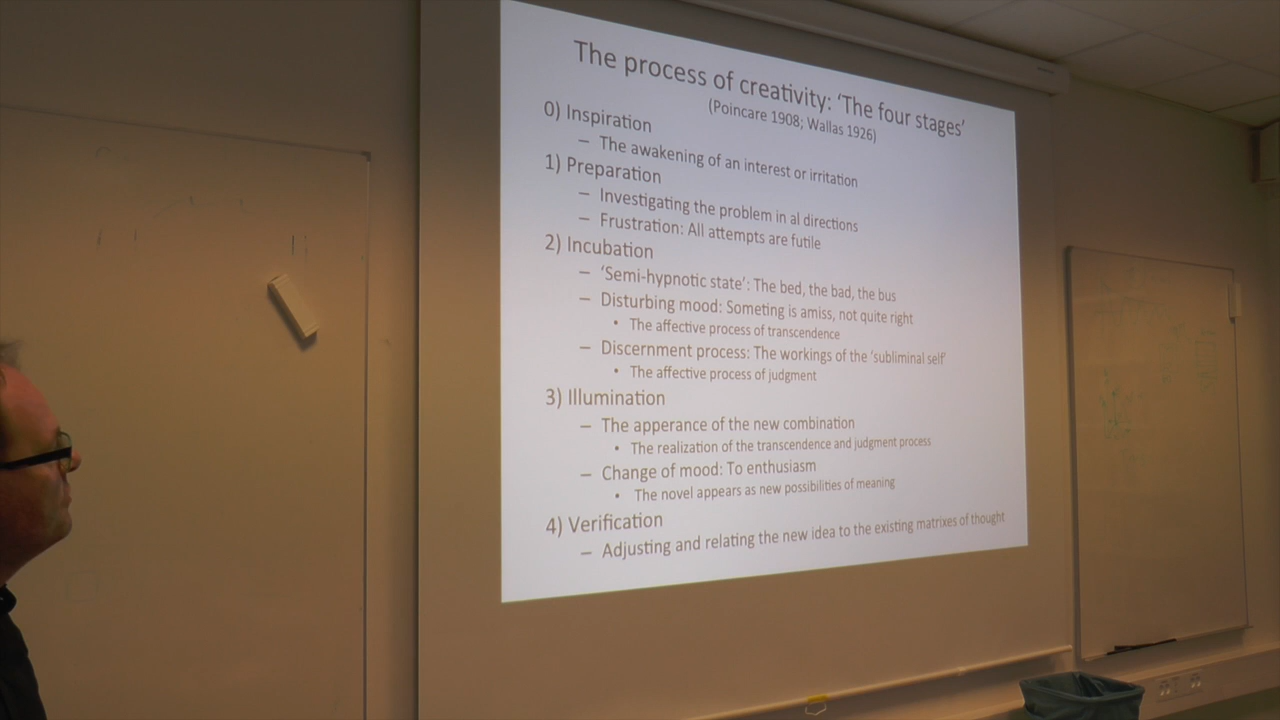 The process of creativity: ‘The four stages’
(Poincare 1908; Wallas 1926)
0) Inspiration
– The awakening of an interest or irritation
1) Preparation
– Investigating the problem in al directions
– Frustration: All attempts are futile
2) Incubation
– ‘Semi-hypnotic state’: The bed, the bad, the bus
– Disturbing mood: Someting is amiss, not quite right
• The affective process of transcendence
– Discernment process: The workings of the ‘subliminal self’
• The affective process of judgment
3) Illumination
– The apperance of the new combination
• The realization of the transcendence and judgment process
– Change of mood: To enthusiasm
• The novel appears as new possibilities of meaning
4) Verification
– Adjusting and relating the new idea to the existing matrixes of thought